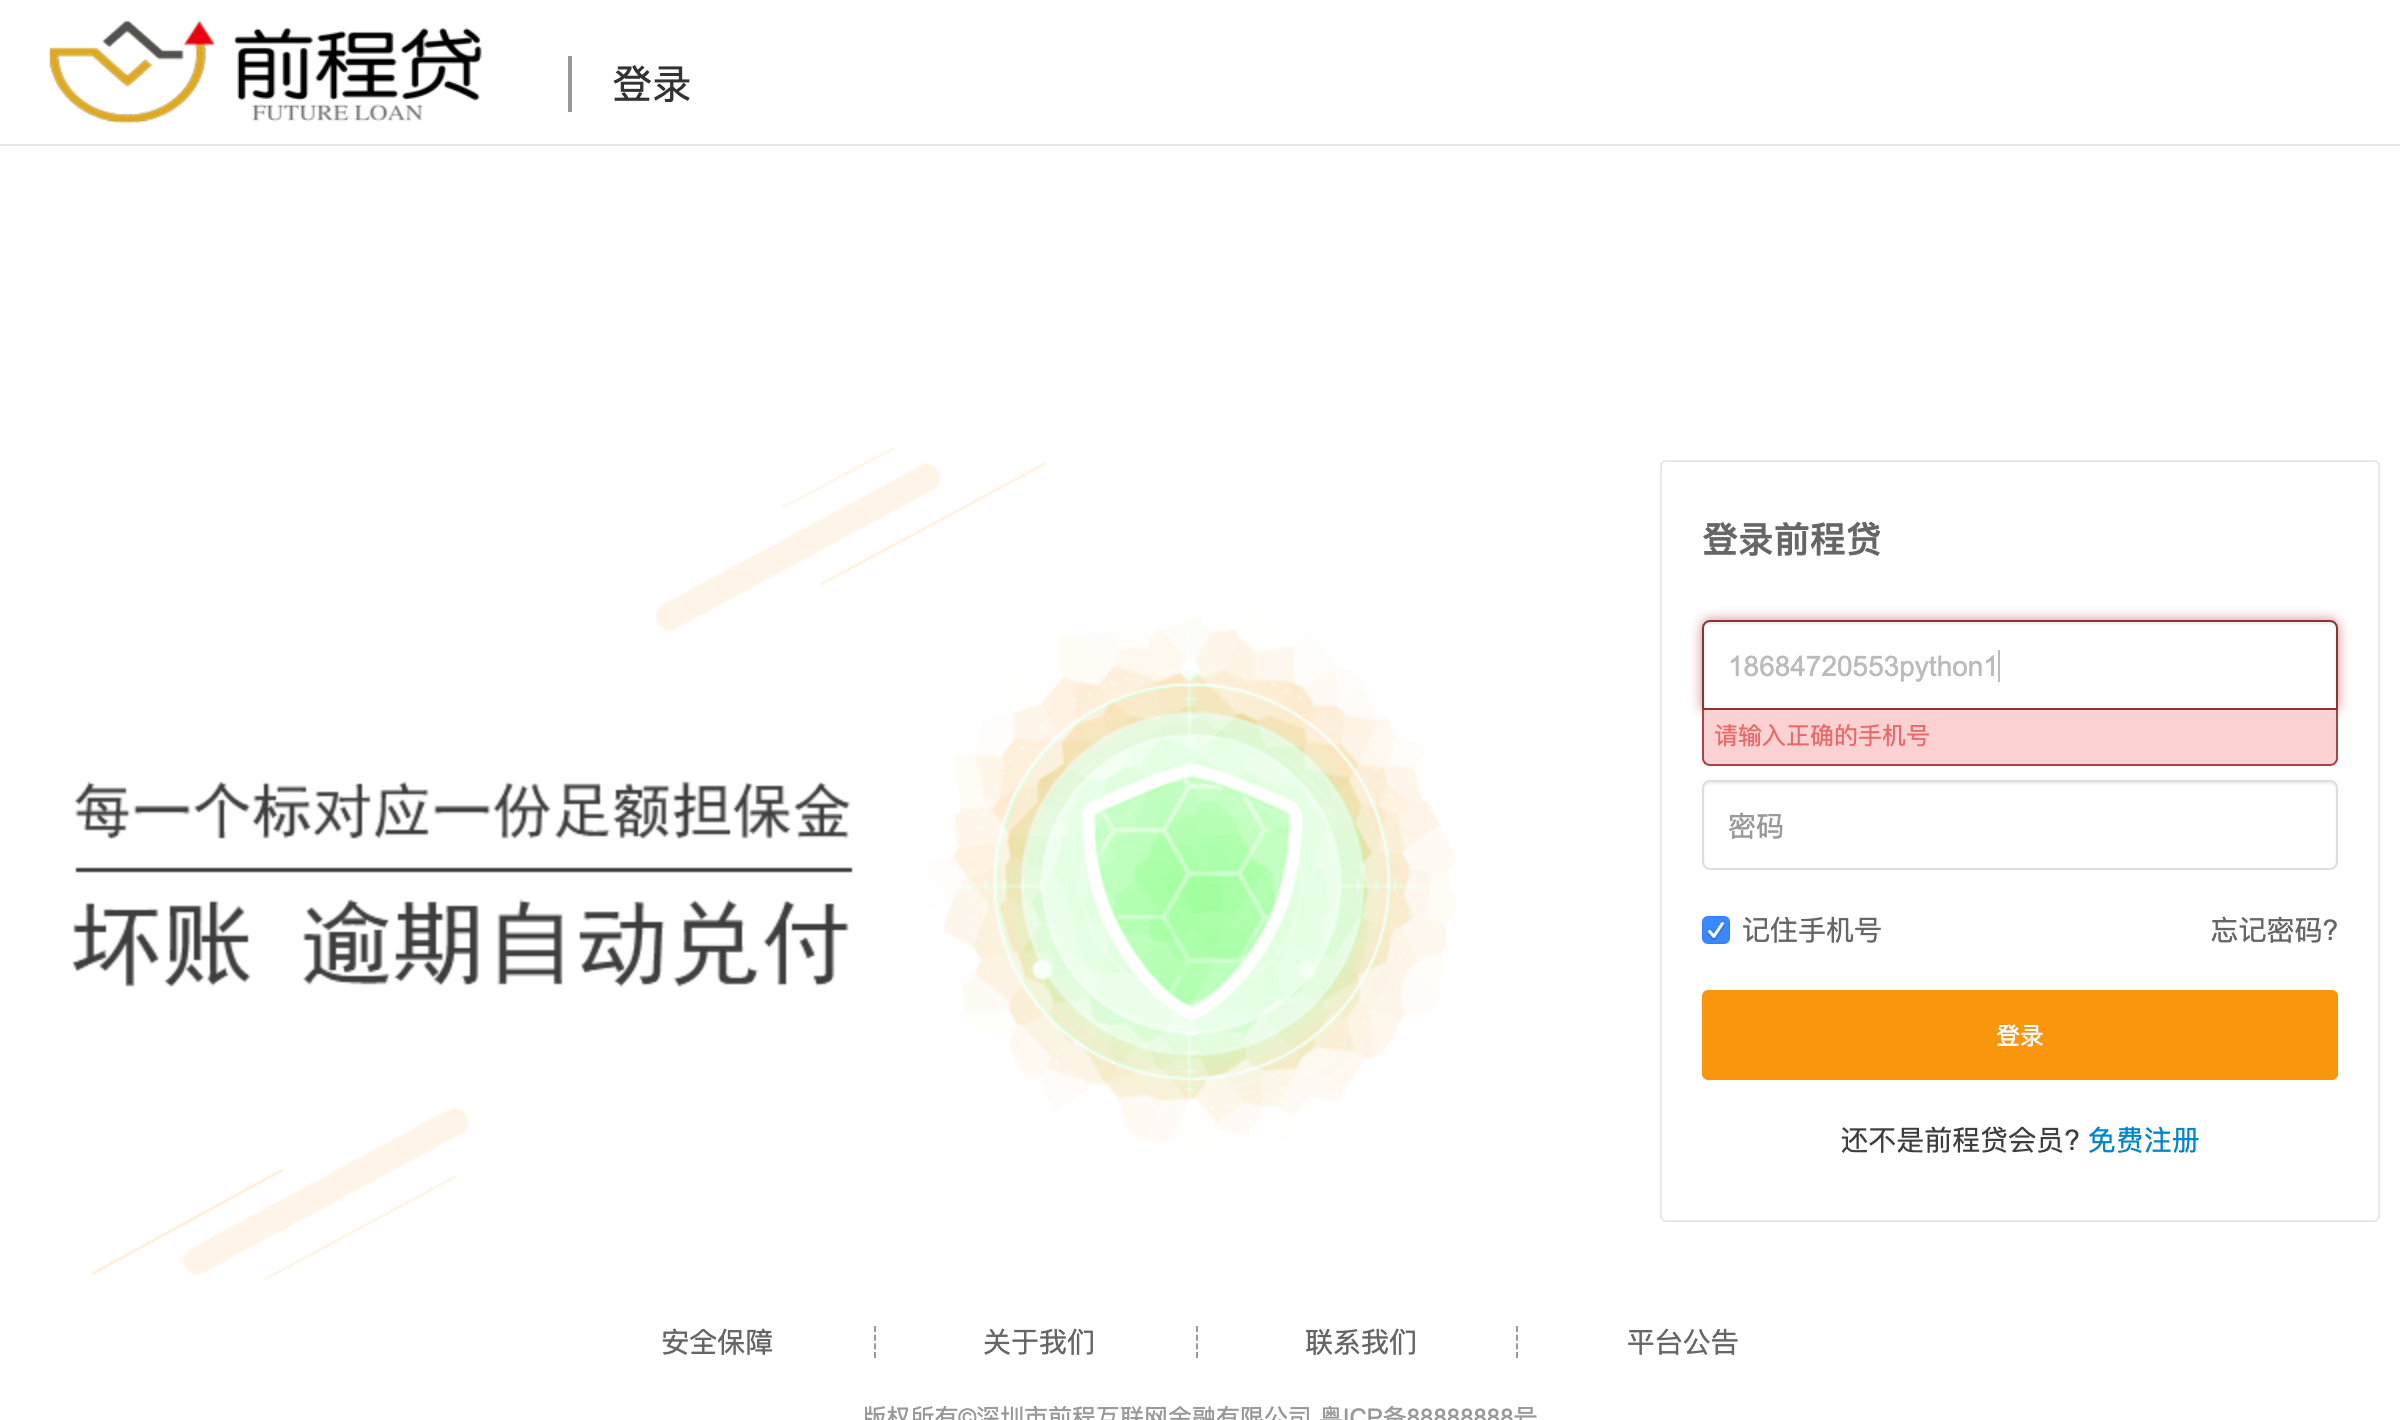 前程贷
FUTURE LOAN
登录
登录前程贷
18684720553python1
请输入正确的手机号
每一个标对应一份足额担保金
坏账 逾期自动兑付
密码
记住手机号 忘记密码?
登录
还不是前程贷会员? 免费注册
安全保障 关于我们 联系我们 平台公告
版权所有©深圳市前程互联网金融有限公司 粤ICP备88888888号